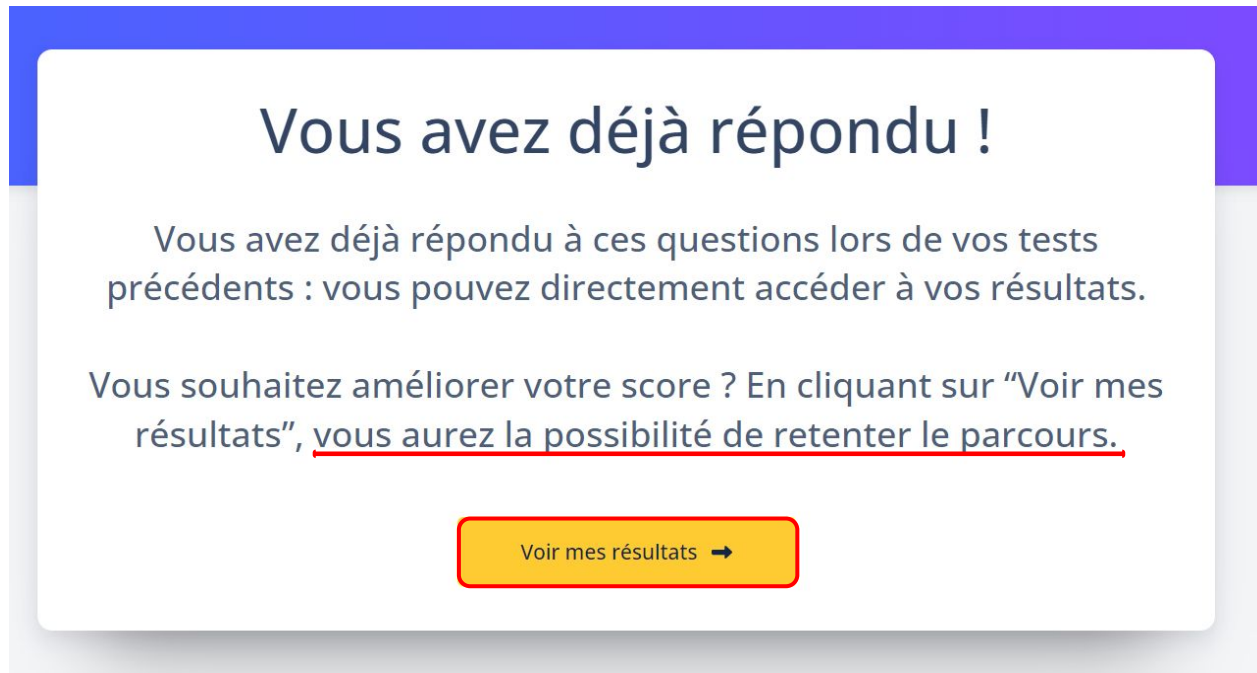 Vous avez déjà répondu !
Vous avez déjà répondu à ces questions lors de vos tests
précédents : vous pouvez directement accéder à vos résultats.
Vous souhaitez améliorer votre score ? En cliquant sur “Voir mes
résultats”, vous aurez la possibilité de retenter le parcours.
Voir mes résultats ➞